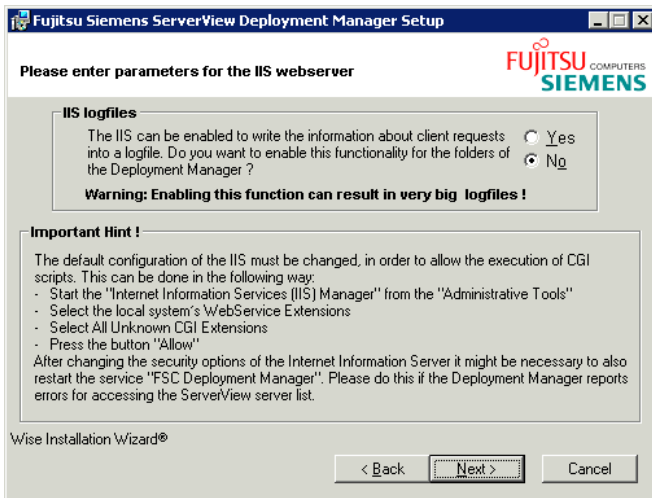 Fujitsu Siemens ServerView Deployment Manager Setup
Please enter parameters for the IIS webserver
FUJITSU COMPUTERS
SIEMENS
IIS logfiles
The IIS can be enabled to write the information about client requests
into a logfile. Do you want to enable this functionality for the folders of
the Deployment Manager ?
Yes
No
Warning: Enabling this function can result in very big logfiles !
Important Hint !
The default configuration of the IIS must be changed, in order to allow the execution of CGI
scripts. This can be done in the following way:
- Start the "Internet Information Services (IIS) Manager" from the "Administrative Tools"
- Select the local system´s WebService Extensions
- Select All Unknown CGI Extensions
- Press the button "Allow"
After changing the security options of the Internet Information Server it might be necessary to also
restart the service "FSC Deployment Manager". Please do this if the Deployment Manager reports
errors for accessing the ServerView server list.
Wise Installation Wizard®
< Back
Next >
Cancel